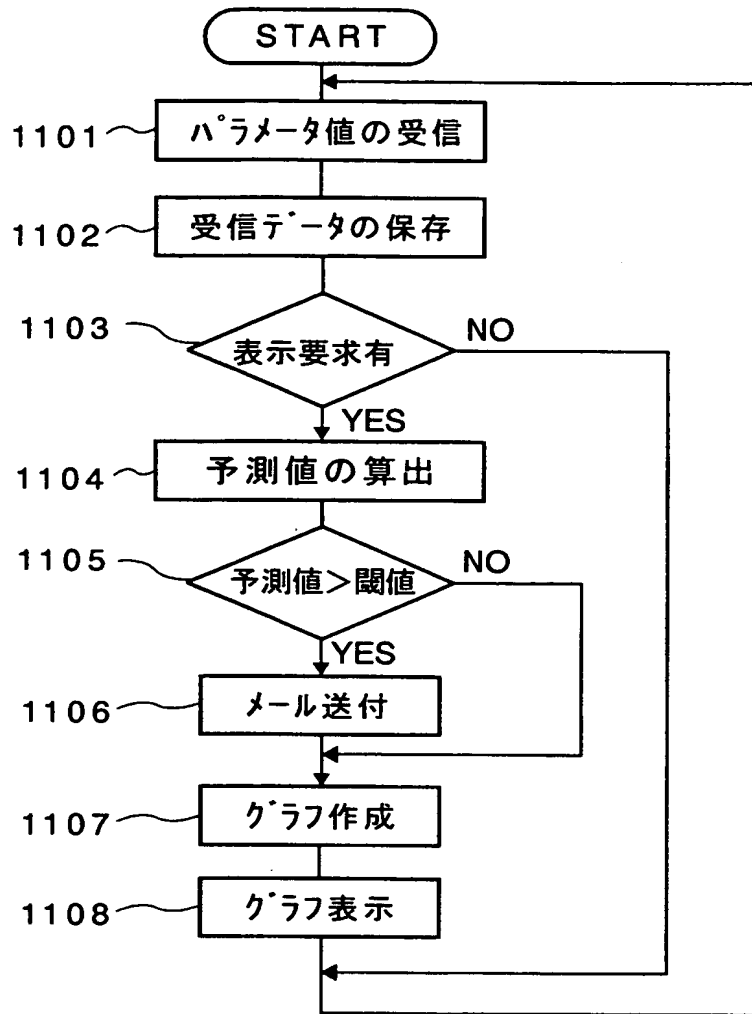 START
1101
パラメータ値の受信
1102
受信データの保存
1103
表示要求有
NO
YES
1104
予測値の算出
1105
予測値>閾値
NO
YES
1106
メール送付
1107
グラフ作成
1108
グラフ表示